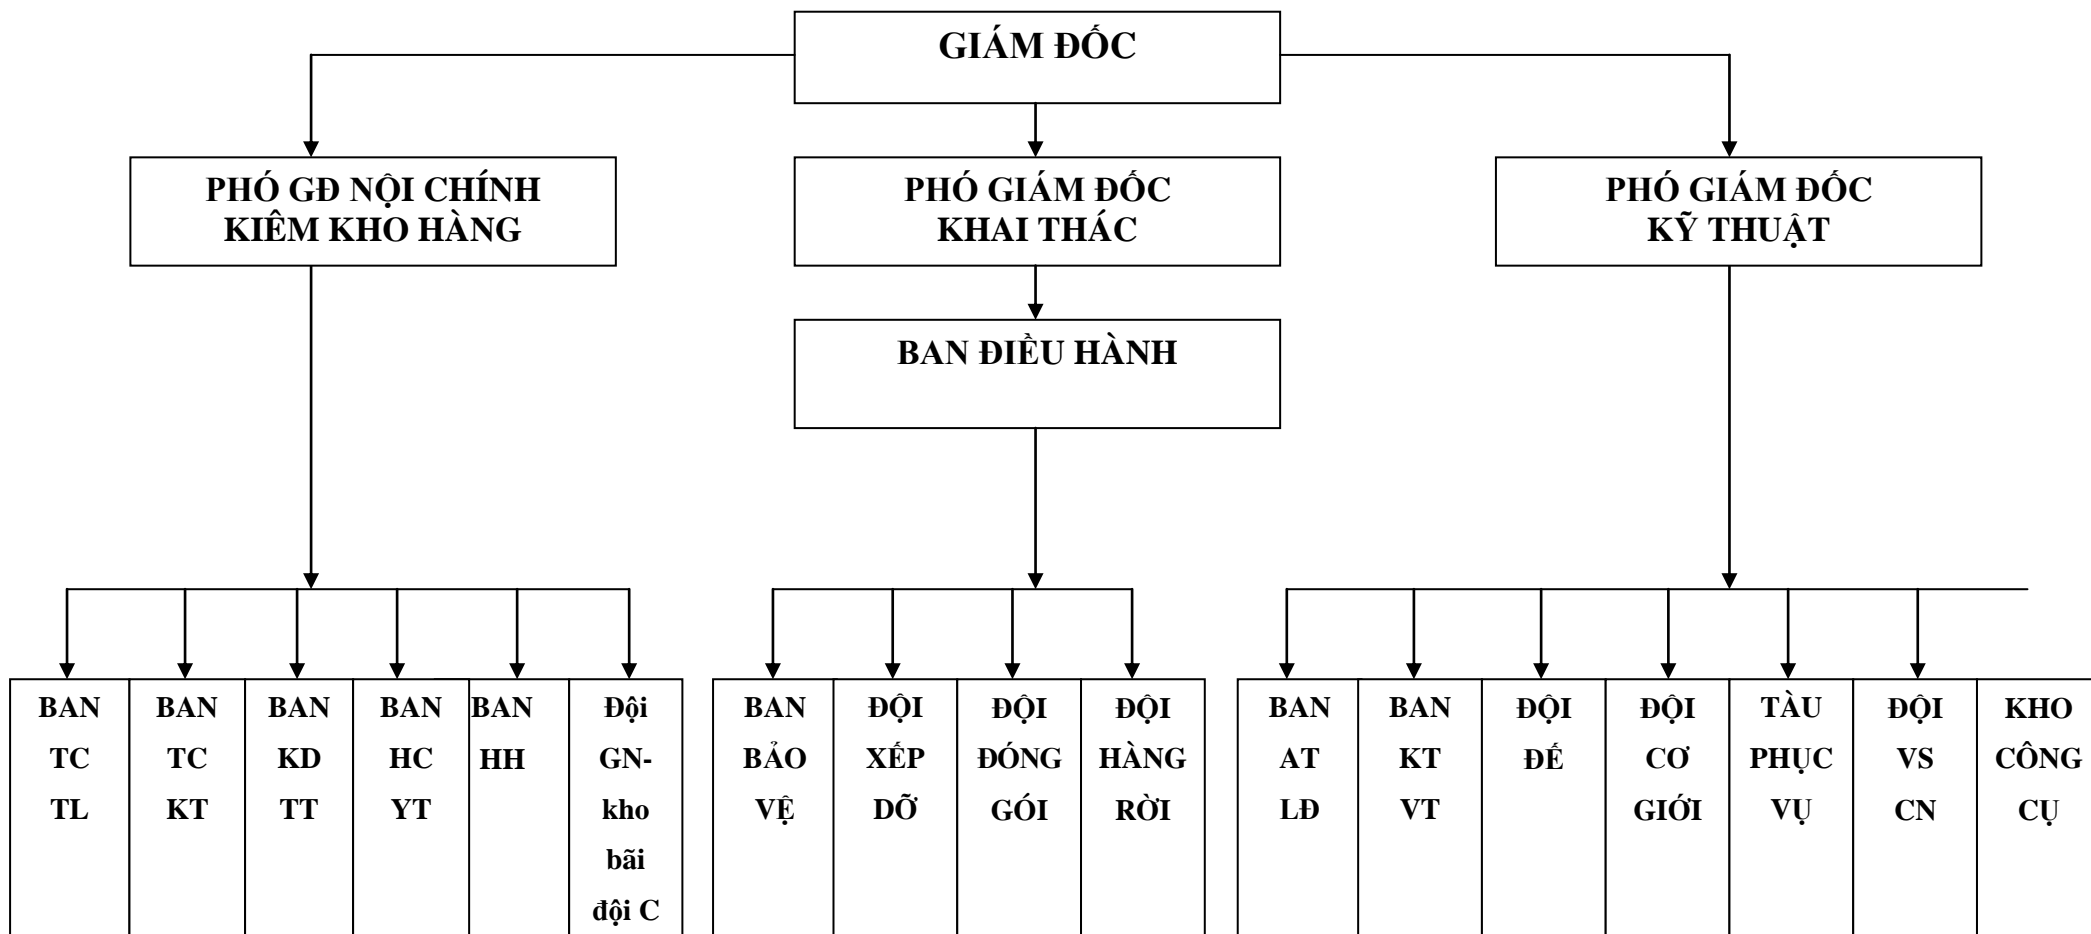 GIÁM ĐỐC
PHÓ GĐ NỘI CHÍNH
KIÊM KHO HÀNG
PHÓ GIÁM ĐỐC
KHAI THÁC
PHÓ GIÁM ĐỐC
KỸ THUẬT
BAN ĐIỀU HÀNH
BAN
TC
TL
BAN
TC
KT
BAN
KD
TT
BAN
HC
YT
BAN
HH
Đội
GN-
kho
bãi
đội C
BAN
BẢO
VỆ
ĐỘI
XẾP
DỠ
ĐỘI
ĐÓNG
GÓI
ĐỘI
HÀNG
RỜI
BAN
AT
LĐ
BAN
KT
VT
ĐỘI
ĐẾ
ĐỘI
CƠ
GIỚI
TÀU
PHỤC
VỤ
ĐỘI
VS
CN
KHO
CÔNG
CỤ